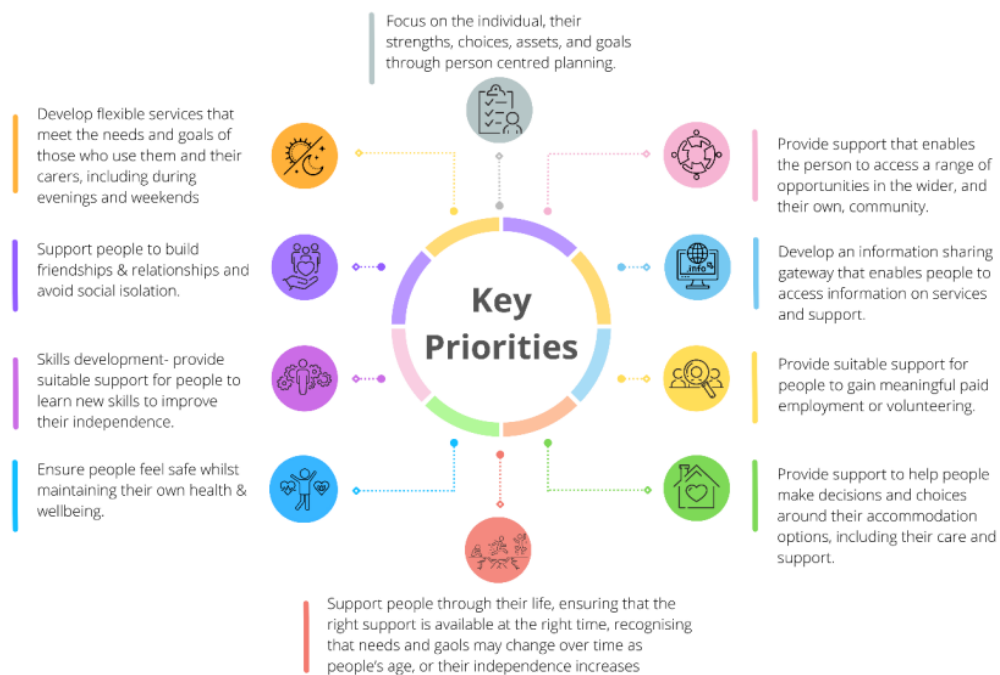 Focus on the individual, their
strengths, choices, assets, and goals
through person centred planning.
Develop flexible services that
meet the needs and goals of
those who use them and their
carers, including during
evenings and weekends
Provide support that enables
the person to access a range of
opportunities in the wider, and
their own, community.
Support people to build
friendships & relationships and
avoid social isolation.
.info
Develop an information sharing
gateway that enables people to
access information on services
and support.
Key
Priorities
Skills development- provide
suitable support for people to
learn new skills to improve
their independence.
Provide suitable support for
people to gain meaningful paid
employment or volunteering.
Ensure people feel safe whilst
maintaining their own health &
wellbeing.
Provide support to help people
make decisions and choices
around their accommodation
options, including their care and
support.
Support people through their life, ensuring that the
right support is available at the right time, recognising
that needs and gaols may change over time as
people's age, or their independence increases